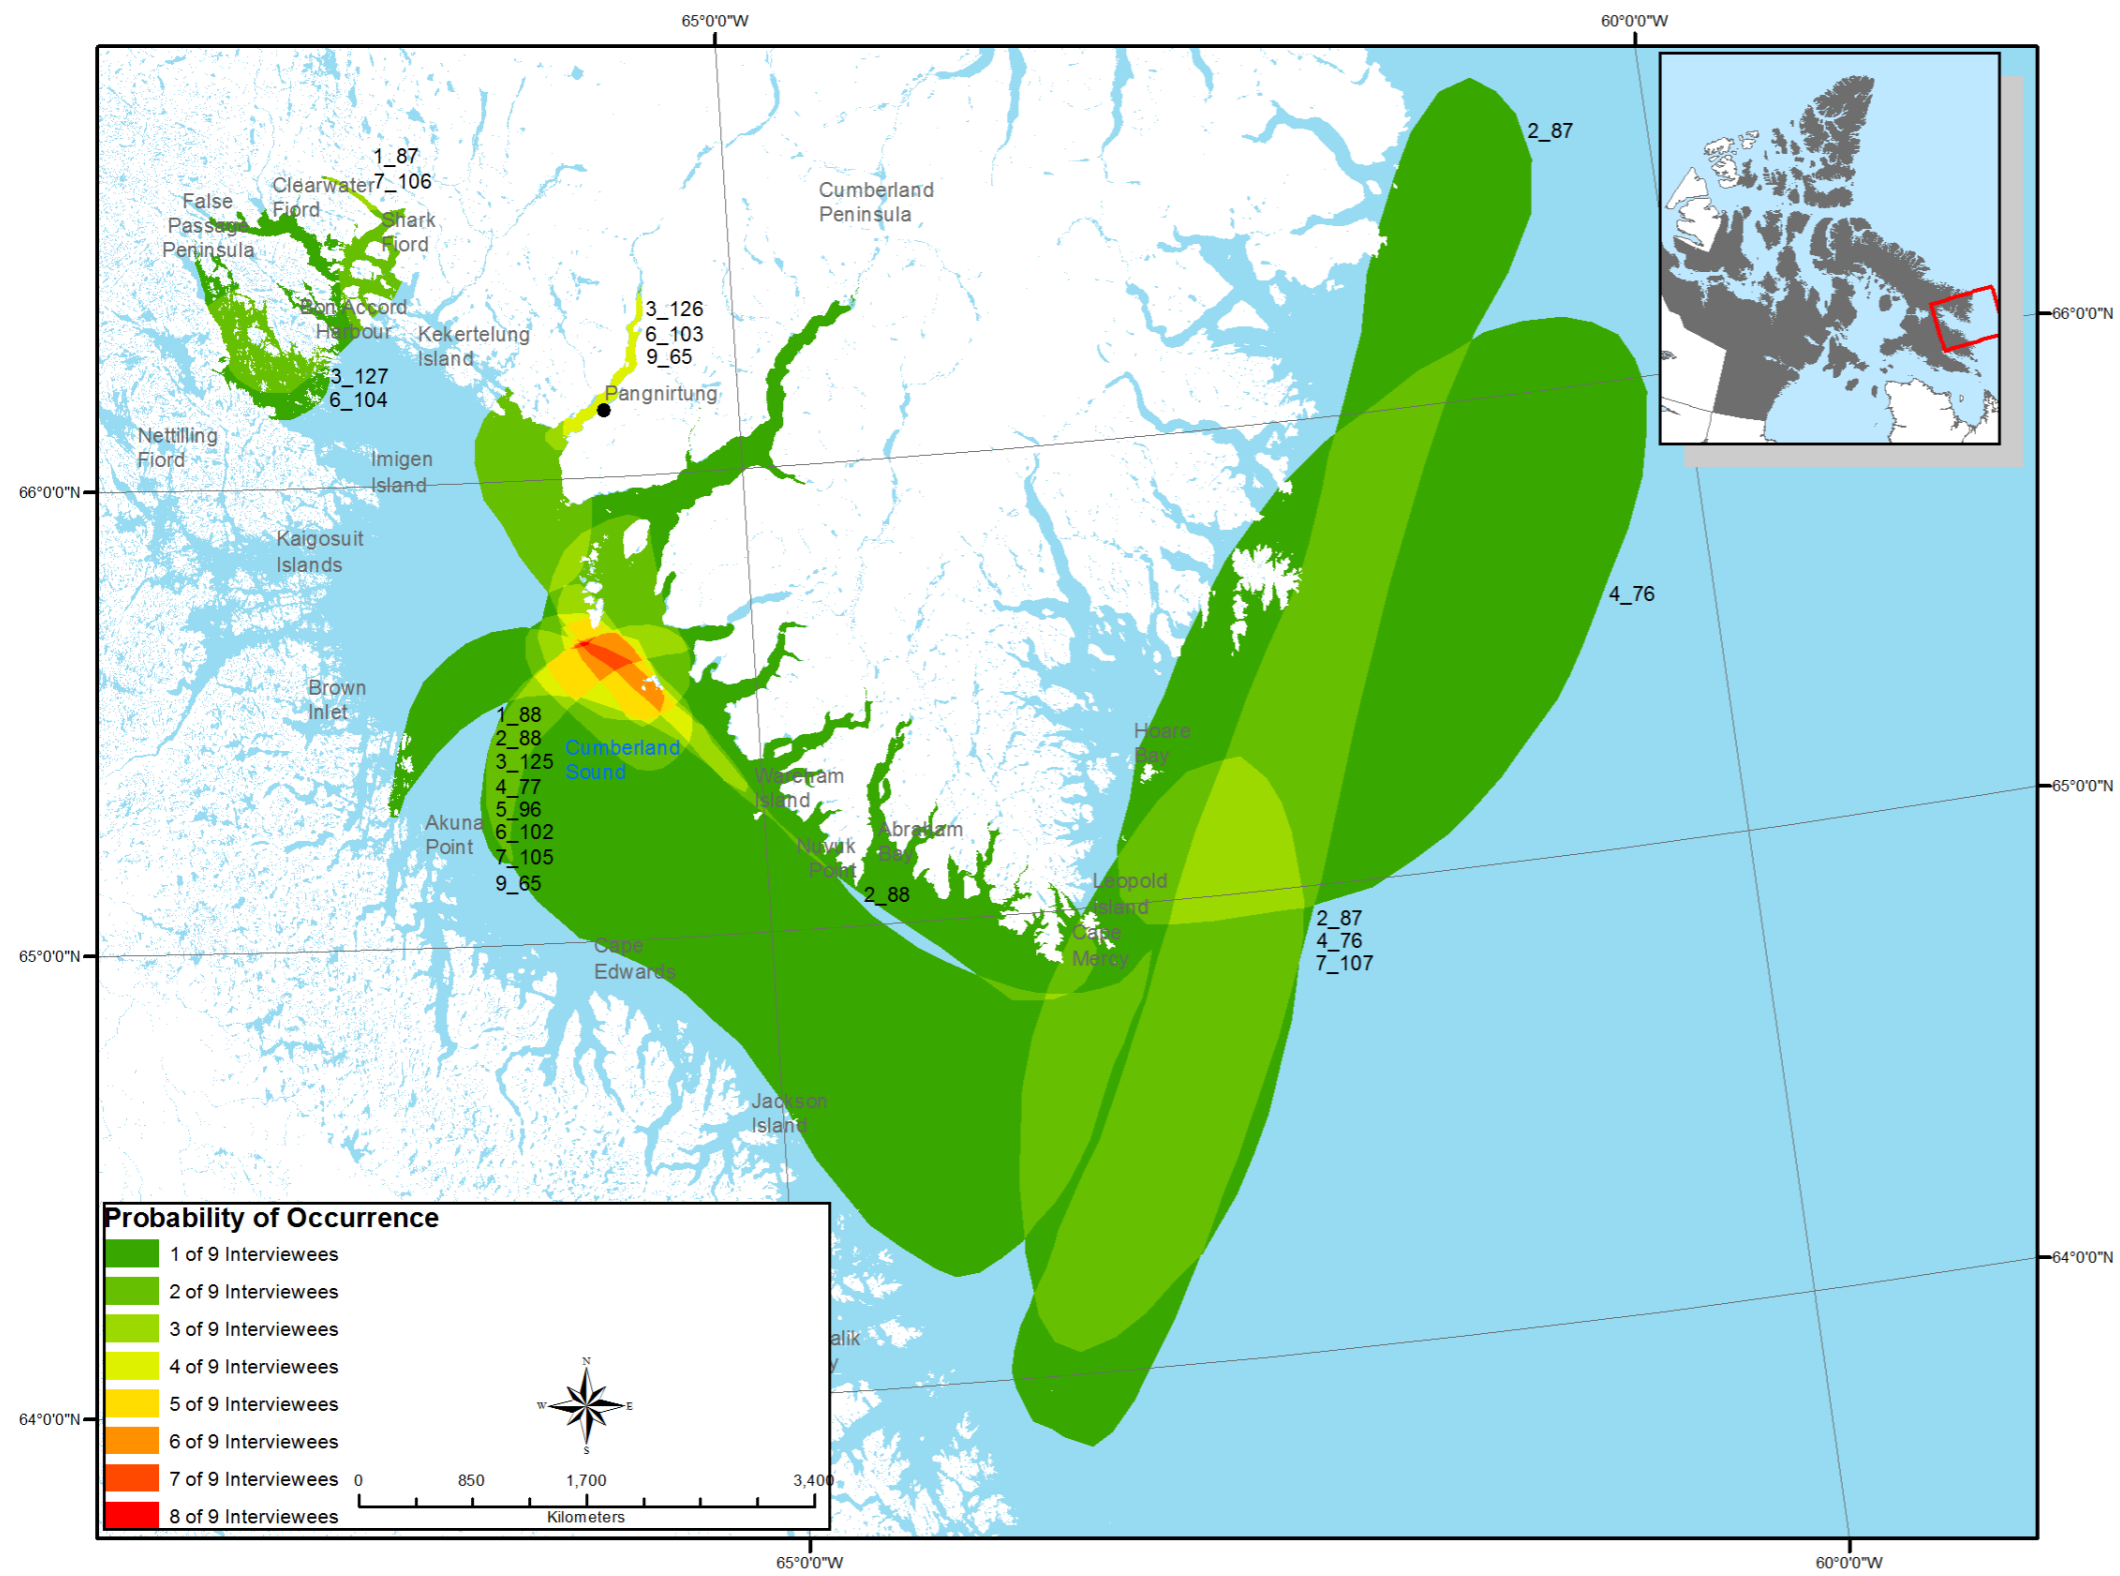 65°0'0"W
60°0'0"W
2_87
1_87
7_106
Clearwater
Fiord
False
Passage
Peninsula
Shark
Fiord
Cumberland
Peninsula
Bon Accord
Harbour
Kekertelung
Island
3_126
6_103
9_65
66°0'0"N
3_127
6_104
Pangnirtung
Nettilling
Fiord
Imigen
Island
66°0'0"N
Kaigosuit
Islands
4_76
Brown
Inlet
1_88
2_88
3_125
4_77
5_96
6_102
7_105
9_65
Cumberland
Sound
Hoare
Bay
Wareham
Island
65°0'0"N
Akuna
Point
Nuyuk
Point
Abraham
Bay
2_88
Leopold
Island
Cape
Mercy
2_87
4_76
7_107
65°0'0"N
Cape
Edwards
Jackson
Island
64°0'0"N
alik
y
64°0'0"N
Probability of Occurrence
1 of 9 Interviewees
2 of 9 Interviewees
3 of 9 Interviewees
4 of 9 Interviewees
5 of 9 Interviewees
6 of 9 Interviewees
7 of 9 Interviewees
8 of 9 Interviewees
N
W E
S
0 850 1,700 3,400
Kilometers
65°0'0"W
60°0'0"W